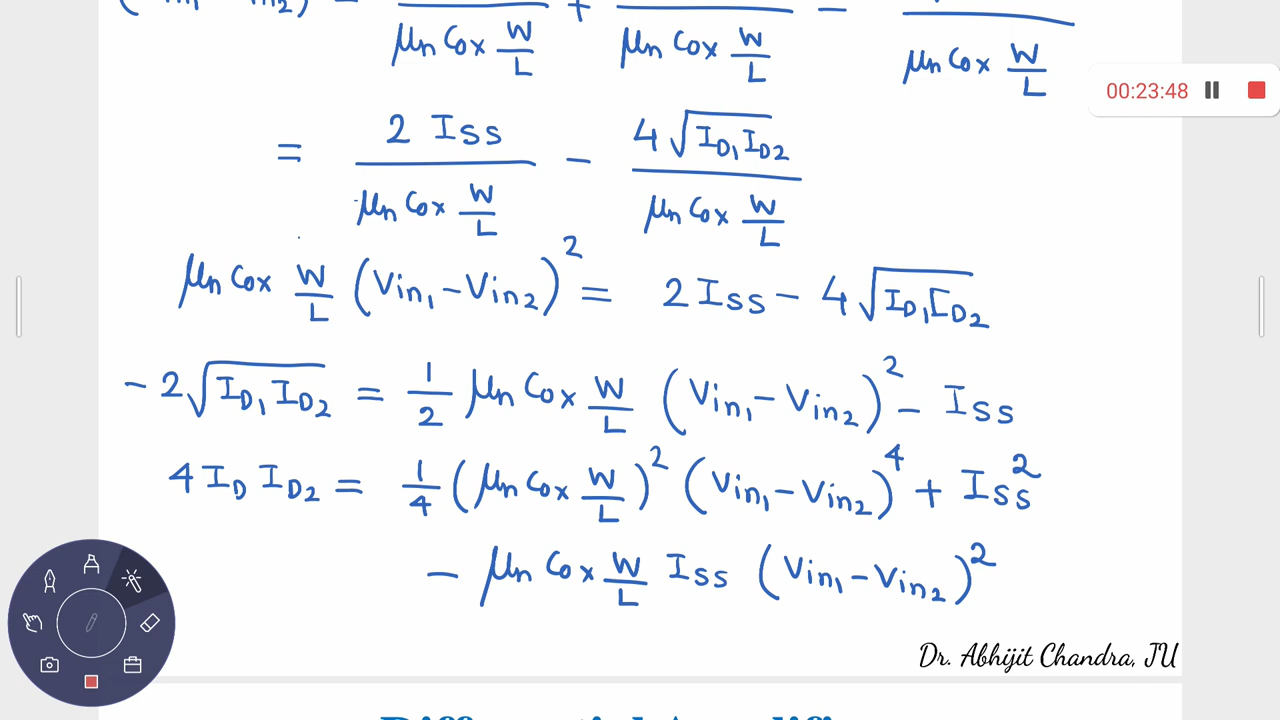 μn Cox W/L   μn Cox W/L   μn Cox W/L
00:23:48
= 2 ISS / μn Cox W/L − 4√ID1 ID2 / μn Cox W/L
μn Cox W/L (Vin1 − Vin2)² = 2 ISS − 4√ID1 ID2
− 2√ID1 ID2 = 1/2 μn Cox W/L (Vin1 − Vin2)² − ISS
4 ID ID2 = 1/4 (μn Cox W/L)² (Vin1 − Vin2)⁴ + ISS²
− μn Cox W/L ISS (Vin1 − Vin2)²
Dr. Abhijit Chandra, JU